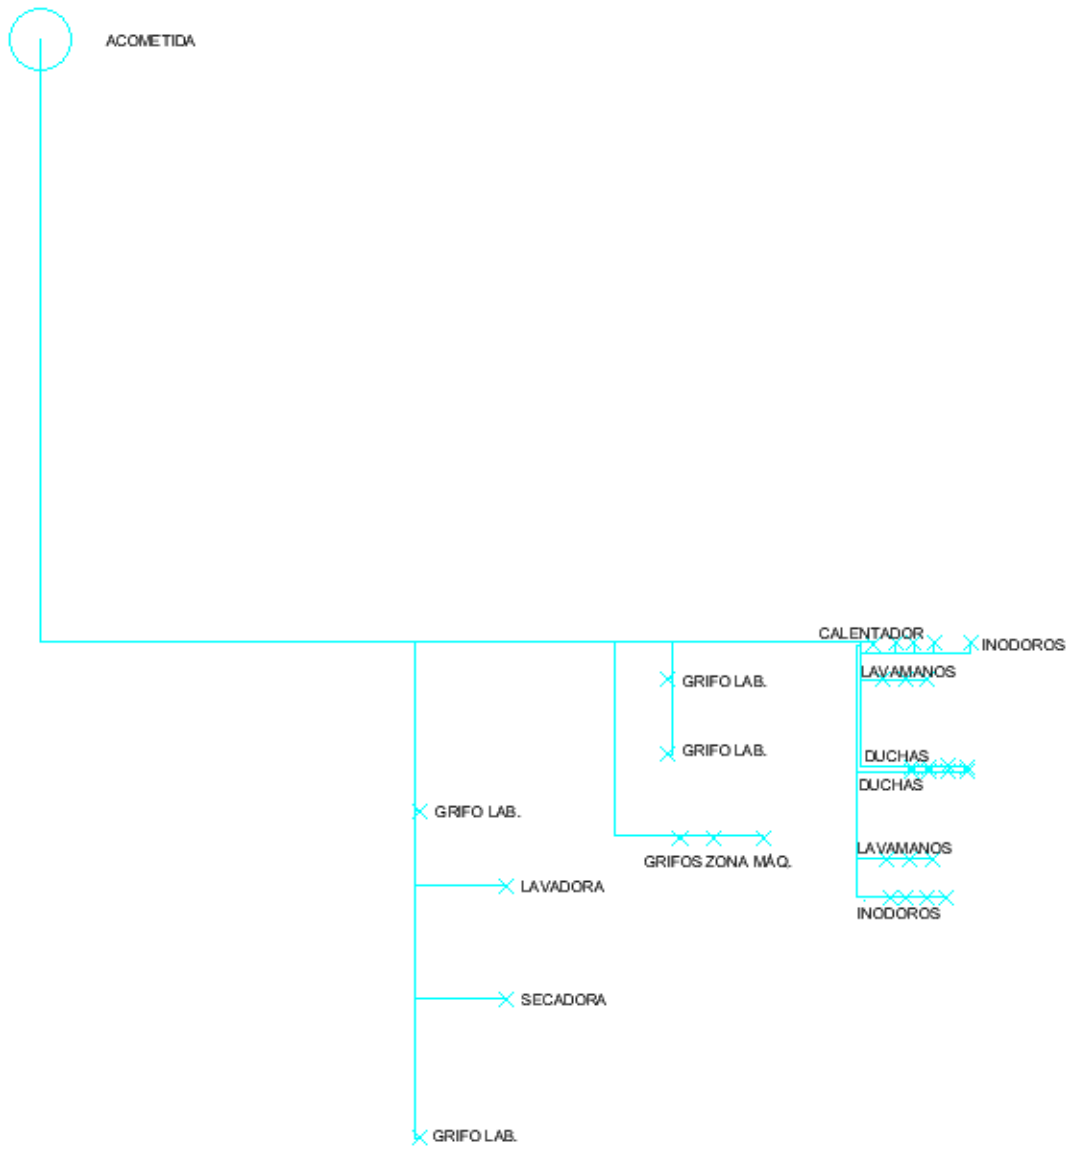 ACOMETIDA
CALENTADOR
INODOROS
LAVAMANOS
GRIFO LAB.
GRIFO LAB.
DUCHAS
DUCHAS
GRIFO LAB.
LAVAMANOS
GRIFOS ZONA MÁQ.
LAVADORA
INODOROS
SECADORA
GRIFO LAB.